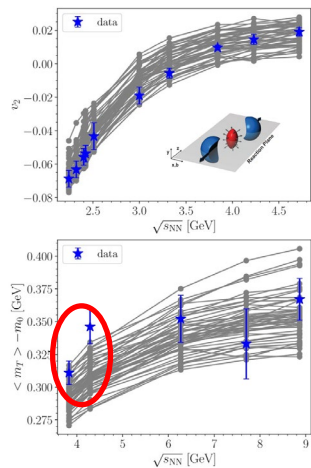 0.02
0.00
−0.02
−0.04
−0.06
−0.08
v₂
data
y
z
x,b
Reaction Plane
2.5 3.0 3.5 4.0 4.5
√sNN [GeV]
0.400
0.375
0.350
0.325
0.300
0.275
< mT > −m0 [GeV]
data
4 5 6 7 8 9
√sNN [GeV]